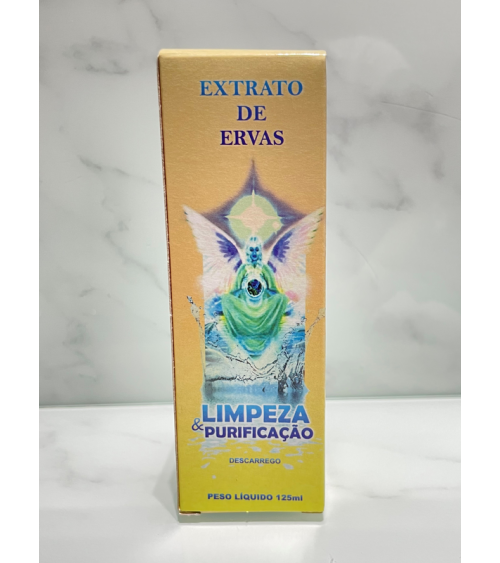 EXTRATO
DE
ERVAS
LIMPEZA
& PURIFICAÇÃO
DESCARREGO
PESO LÍQUIDO 125ml